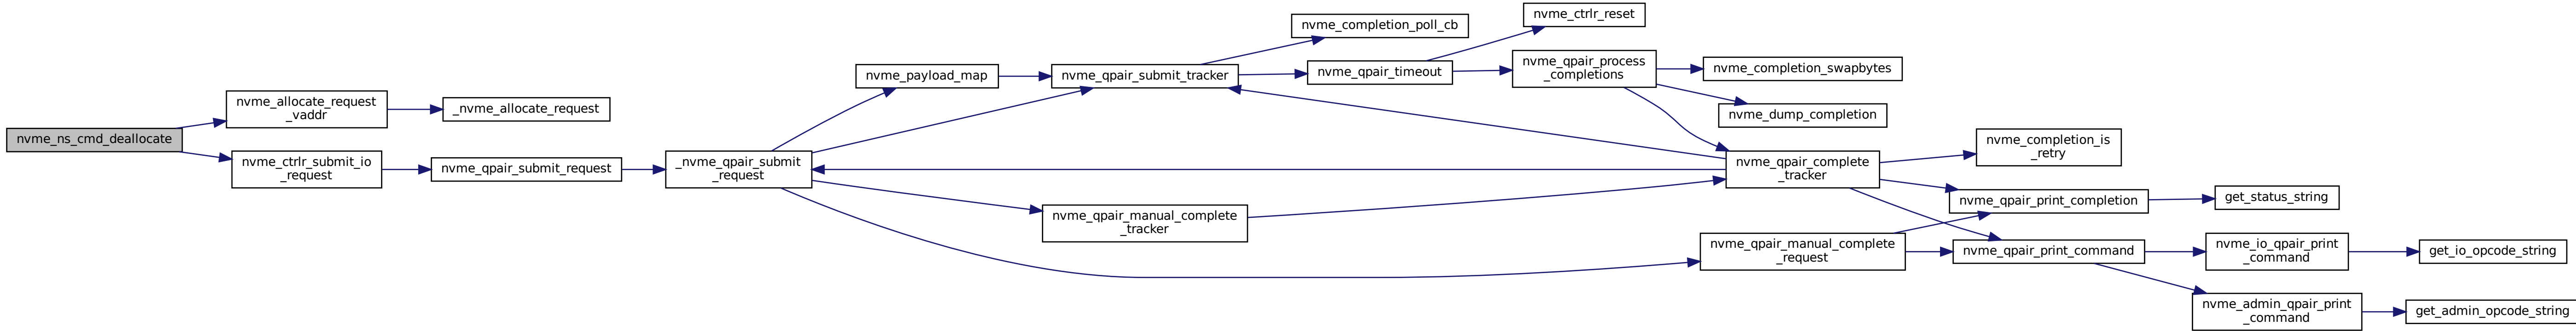 nvme_ns_cmd_deallocate
nvme_allocate_request
_vaddr
_nvme_allocate_request
nvme_ctrlr_submit_io
_request
nvme_qpair_submit_request
_nvme_qpair_submit
_request
nvme_payload_map
nvme_qpair_submit_tracker
nvme_completion_poll_cb
nvme_qpair_timeout
nvme_ctrlr_reset
nvme_qpair_process
_completions
nvme_completion_swapbytes
nvme_dump_completion
nvme_qpair_complete
_tracker
nvme_completion_is
_retry
nvme_qpair_print_completion
get_status_string
nvme_qpair_manual_complete
_tracker
nvme_qpair_manual_complete
_request
nvme_qpair_print_command
nvme_io_qpair_print
_command
get_io_opcode_string
nvme_admin_qpair_print
_command
get_admin_opcode_string